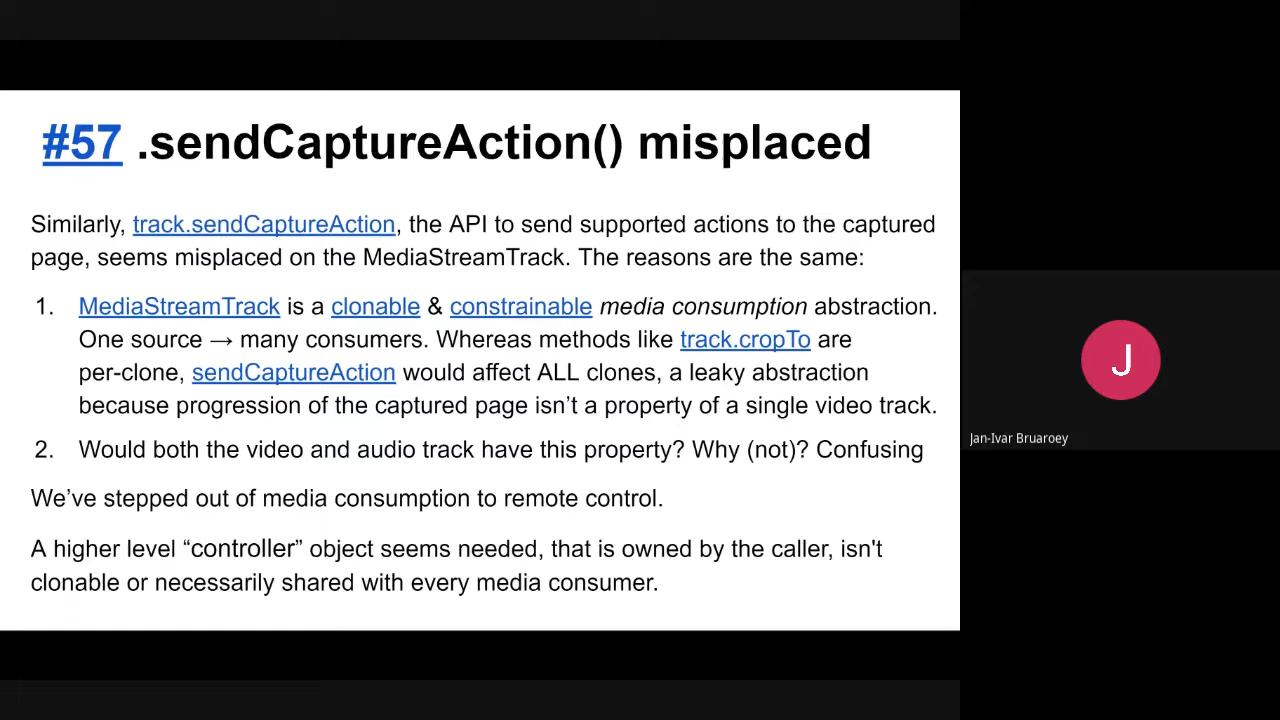 #57 .sendCaptureAction() misplaced
Similarly, track.sendCaptureAction, the API to send supported actions to the captured
page, seems misplaced on the MediaStreamTrack. The reasons are the same:
1. MediaStreamTrack is a clonable & constrainable media consumption abstraction.
One source → many consumers. Whereas methods like track.cropTo are
per-clone, sendCaptureAction would affect ALL clones, a leaky abstraction
because progression of the captured page isn’t a property of a single video track.
2. Would both the video and audio track have this property? Why (not)? Confusing
We’ve stepped out of media consumption to remote control.
A higher level “controller” object seems needed, that is owned by the caller, isn't
clonable or necessarily shared with every media consumer.
J
Jan-Ivar Bruaroey